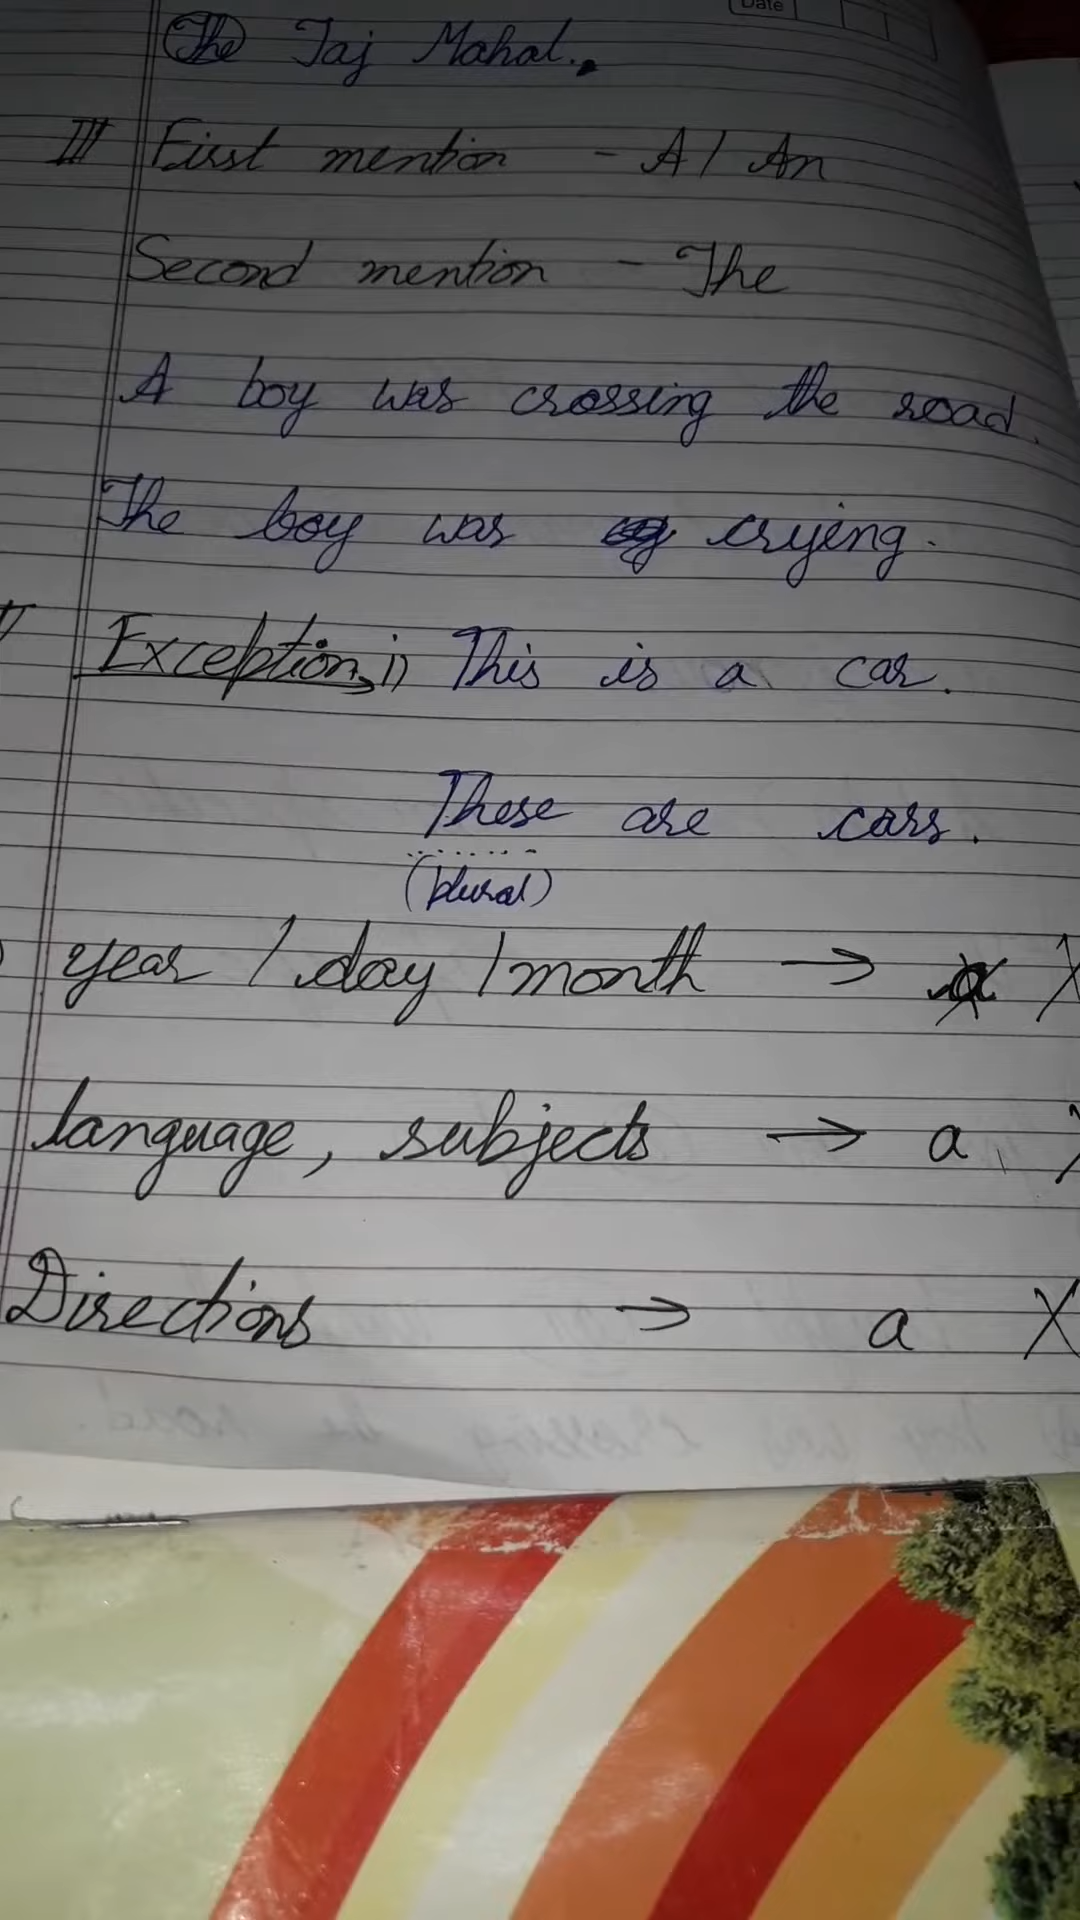 Date
The Taj Mahal.
III First mention - A/ An
Second mention - The
A boy was crossing the road.
The boy was crying.
Exception, i) This is a car.
These are cars.
(plural)
year / day / month → X
language, subjects → a X
Directions → a X